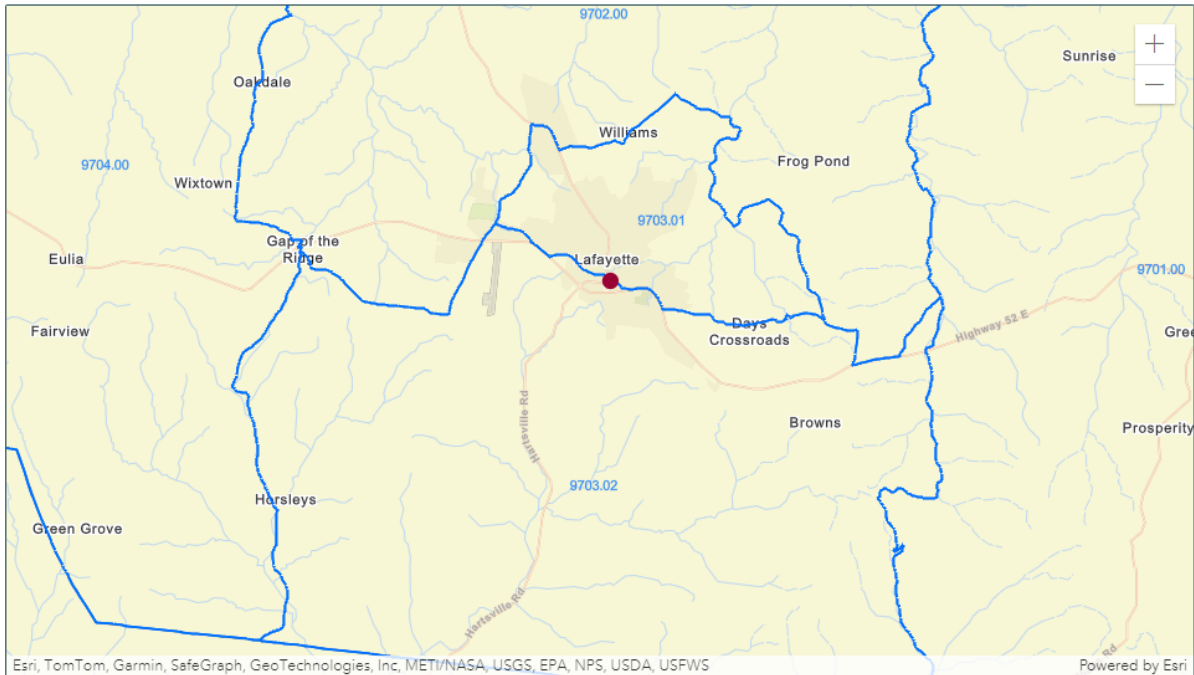 9702.00
+
Sunrise
−
Oakdale
Williams
9704.00
Frog Pond
Wixtown
9703.01
Gap of the
Ridge
Eulia
Lafayette
9701.00
Fairview
Days
Crossroads
Highway 52 E
Gree
Hartsville Rd
Browns
Prosperity
9703.02
Horsleys
Green Grove
Hartsville Rd
Rd
Esri, TomTom, Garmin, SafeGraph, GeoTechnologies, Inc, METI/NASA, USGS, EPA, NPS, USDA, USFWS
Powered by Esri